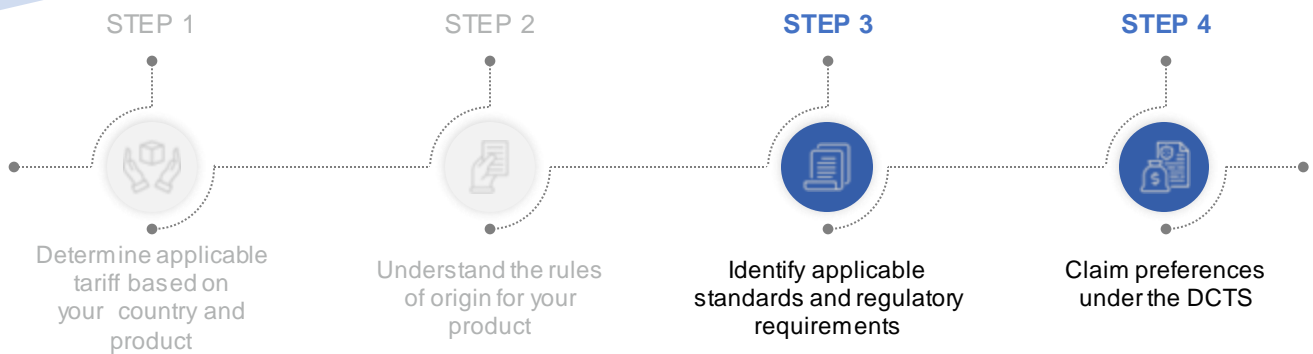 STEP 1
Determine applicable
tariff based on
your country and
product
STEP 2
Understand the rules
of origin for your
product
STEP 3
Identify applicable
standards and regulatory
requirements
STEP 4
$
Claim preferences
under the DCTS